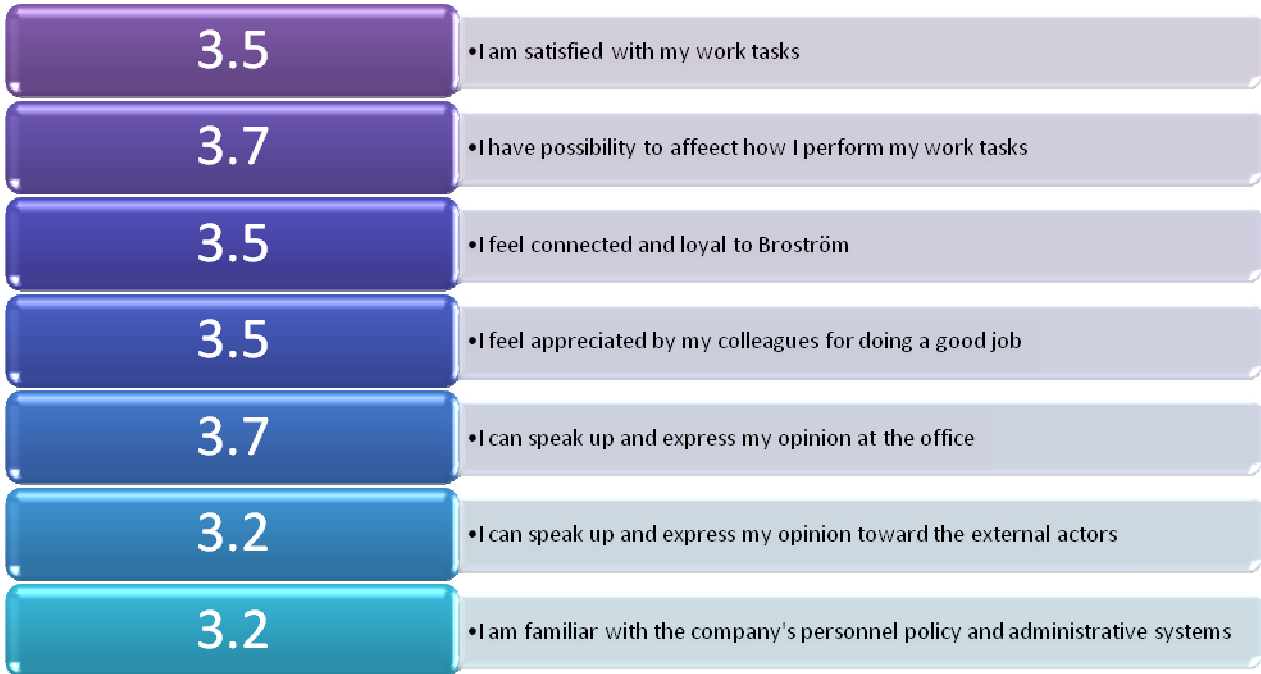 3.5
•I am satisfied with my work tasks
3.7
•I have possibility to affeect how I perform my work tasks
3.5
•I feel connected and loyal to Broström
3.5
•I feel appreciated by my colleagues for doing a good job
3.7
•I can speak up and express my opinion at the office
3.2
•I can speak up and express my opinion toward the external actors
3.2
•I am familiar with the company's personnel policy and administrative systems